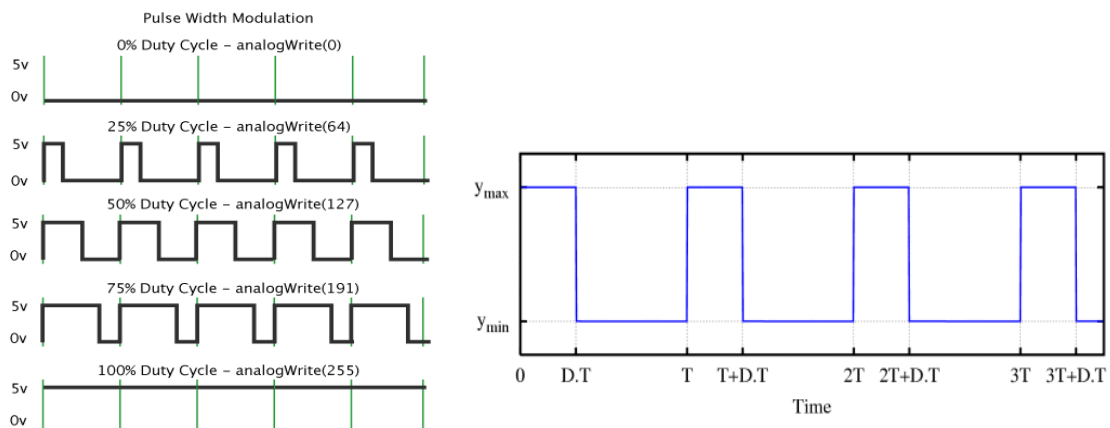 Pulse Width Modulation
0% Duty Cycle – analogWrite(0)
5v
0v
25% Duty Cycle – analogWrite(64)
5v
0v
50% Duty Cycle – analogWrite(127)
5v
0v
75% Duty Cycle – analogWrite(191)
5v
0v
100% Duty Cycle – analogWrite(255)
5v
0v
ymax
ymin
0 D.T T T+D.T 2T 2T+D.T 3T 3T+D.T
Time